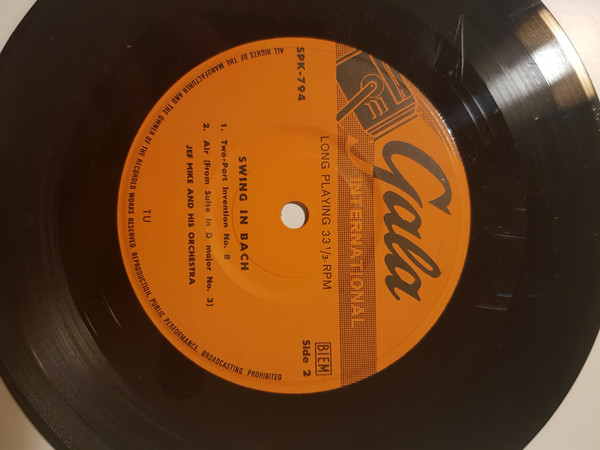 Gala
INTERNATIONAL
LONG PLAYING 33 1/3-RPM
SPK-794
BIEM
Side 2
SWING IN BACH
1. Two-Part Invention No. 8
2. Air (From Suite in D major No. 3)
JEF MIKE AND HIS ORCHESTRA
TU
ALL RIGHTS OF THE MANUFACTURER AND THE OWNER OF THE RECORDED WORKS RESERVED. REPRODUCTION, PUBLIC PERFORMANCE, BROADCASTING PROHIBITED